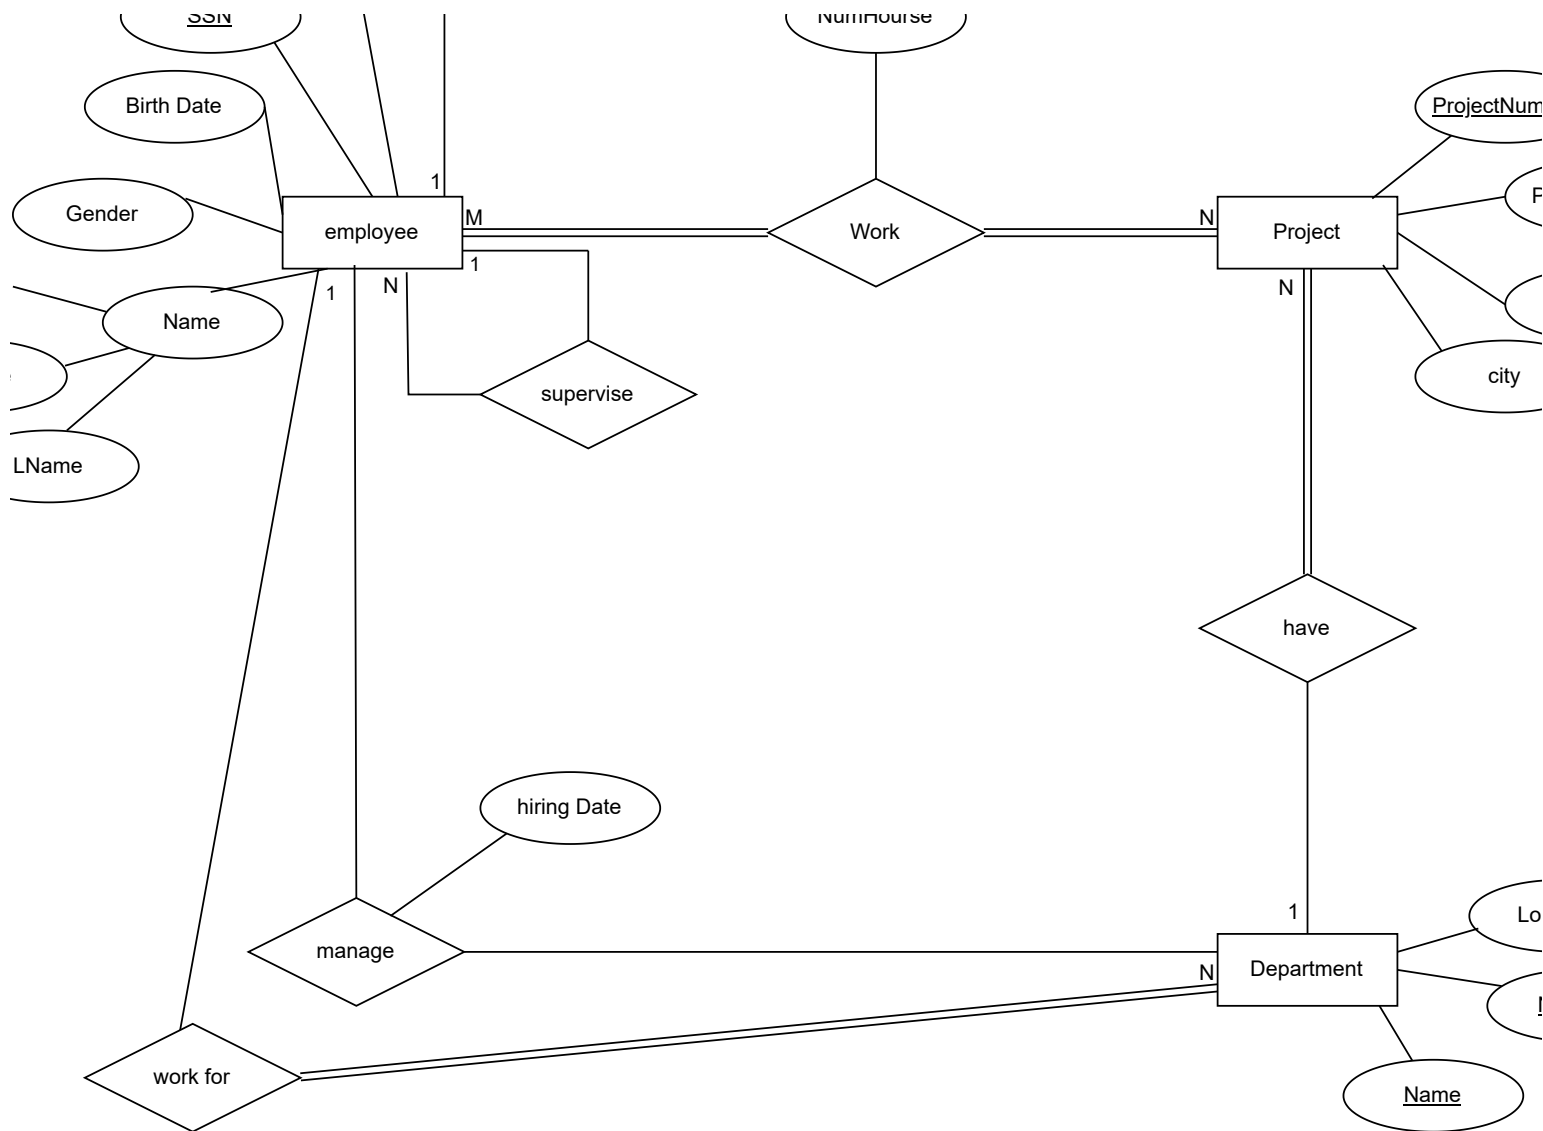 SSN
NumHourse
Birth Date
ProjectNum
Gender
1
employee
M
Work
N
Project
1
N
1
N
Name
city
supervise
LName
have
hiring Date
1
Lo
manage
N
Department
work for
Name